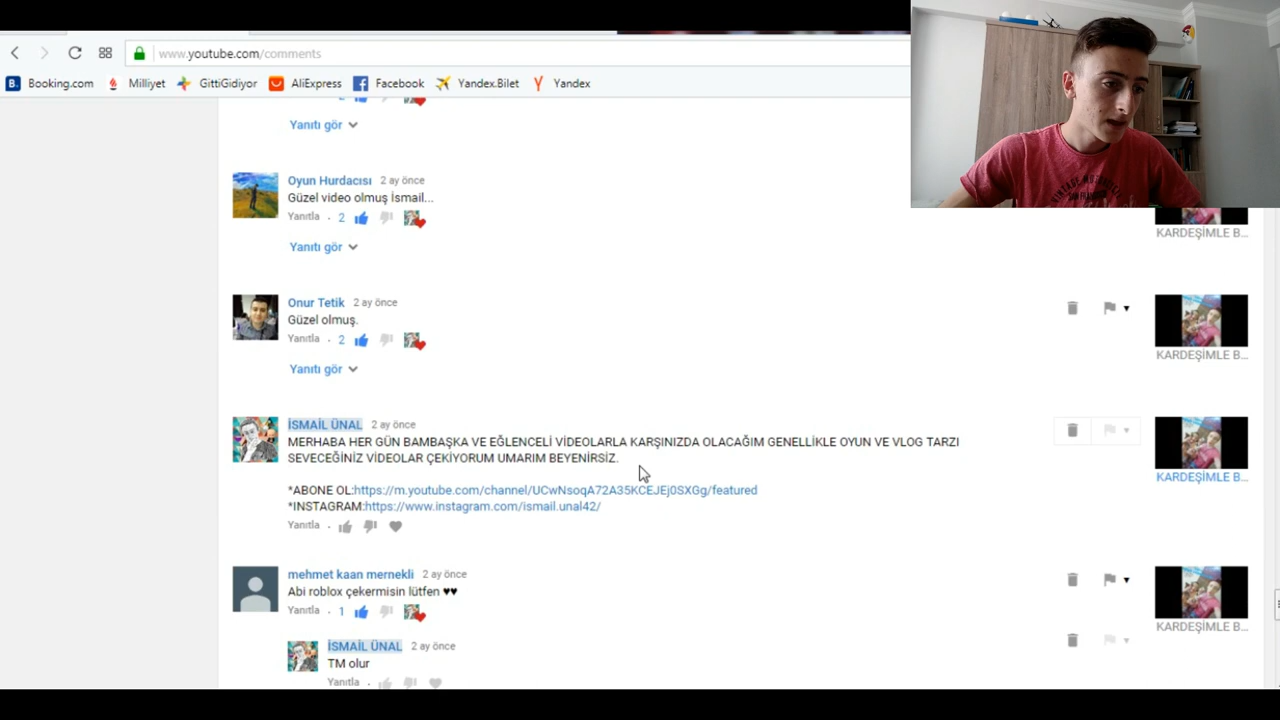 www.youtube.com/comments
Booking.com Milliyet GittiGidiyor AliExpress Facebook Yandex.Bilet Yandex
Yanıtı gör
Oyun Hurdacısı 2 ay önce
Güzel video olmuş İsmail...
Yanıtla . 2
KARDEŞİMLE B...
Yanıtı gör
Onur Tetik 2 ay önce
Güzel olmuş.
Yanıtla . 2
KARDEŞİMLE B...
Yanıtı gör
İSMAİL ÜNAL 2 ay önce
MERHABA HER GÜN BAMBAŞKA VE EĞLENCELİ VİDEOLARLA KARŞINIZDA OLACAĞIM GENELLİKLE OYUN VE VLOG TARZI
SEVECEĞİNİZ VİDEOLAR ÇEKİYORUM UMARIM BEYENİRSİZ.
KARDEŞİMLE B...
*ABONE OL:https://m.youtube.com/channel/UCwNsoqA72A35KCEJEj0SXGg/featured
*INSTAGRAM:https://www.instagram.com/ismail.unal42/
Yanıtla .
mehmet kaan mernekli 2 ay önce
Abi roblox çekermisin lütfen ♥♥
Yanıtla . 1
KARDEŞİMLE B...
İSMAİL ÜNAL 2 ay önce
TM olur
Yanıtla .